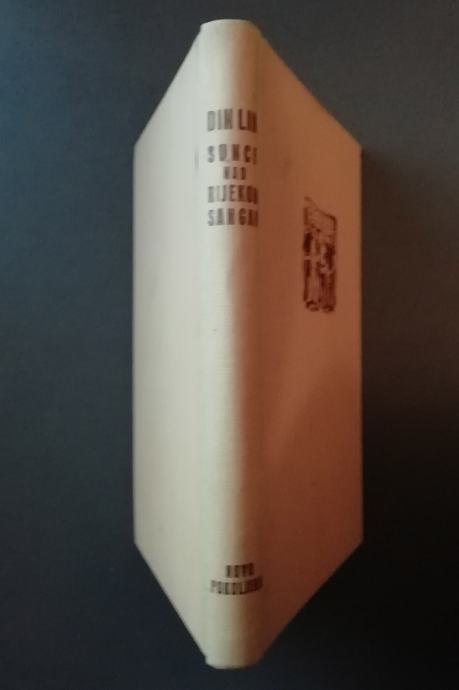 DIN LIN
SUNCE
NAD
RIJEKOM
SANGAN
NOVO
POKOLJENJE